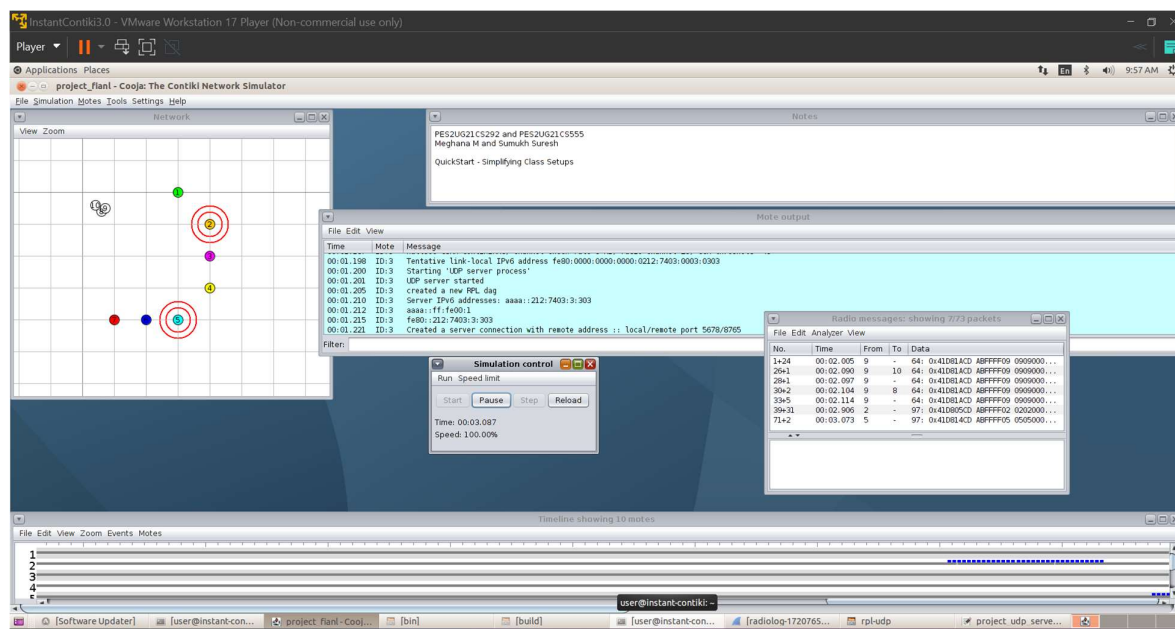 InstantContiki3.0 - VMware Workstation 17 Player (Non-commercial use only)
Player
Applications Places
En
9:57 AM
project_fianl - Cooja: The Contiki Network Simulator
File Simulation Motes Tools Settings Help
Network
View Zoom
1
2
3
4
5
Notes
PES2UG21CS292 and PES2UG21CS555
Meghana M and Sumukh Suresh
QuickStart - Simplifying Class Setups
Mote output
File Edit View
Time Mote Message
00:01.198 ID:3 Tentative link-local IPv6 address fe80:0000:0000:0000:0212:7403:0003:0303
00:01.200 ID:3 Starting 'UDP server process'
00:01.201 ID:3 UDP server started
00:01.205 ID:3 created a new RPL dag
00:01.210 ID:3 Server IPv6 addresses: aaaa::212:7403:3:303
00:01.212 ID:3 aaaa::ff:fe00:1
00:01.215 ID:3 fe80::212:7403:3:303
00:01.221 ID:3 Created a server connection with remote address :: local/remote port 5678/8765
Filter:
Simulation control
Run Speed limit
Start Pause Step Reload
Time: 00:03.087
Speed: 100.00%
Radio messages: showing 7/73 packets
File Edit Analyzer View
No. Time From To Data
1+24 00:02.005 9 - 64: 0x41D81ACD ABFFFF09 0909000...
26+1 00:02.090 9 10 64: 0x41D81ACD ABFFFF09 0909000...
28+1 00:02.097 9 - 64: 0x41D81ACD ABFFFF09 0909000...
30+2 00:02.104 9 8 64: 0x41D81ACD ABFFFF09 0909000...
33+5 00:02.114 9 - 64: 0x41D81ACD ABFFFF09 0909000...
39+31 00:02.906 2 - 97: 0x41D805CD ABFFFF02 0202000...
71+2 00:03.073 5 - 97: 0x41D814CD ABFFFF05 0505000...
Timeline showing 10 motes
File Edit View Zoom Events Motes
1
2
3
4
user@instant-contiki: ~
[Software Updater]
[user@instant-con...
project_fianl - Cooj...
[bin]
[build]
[user@instant-con...
[radiolog-1720765...
rpl-udp
project udp serve...